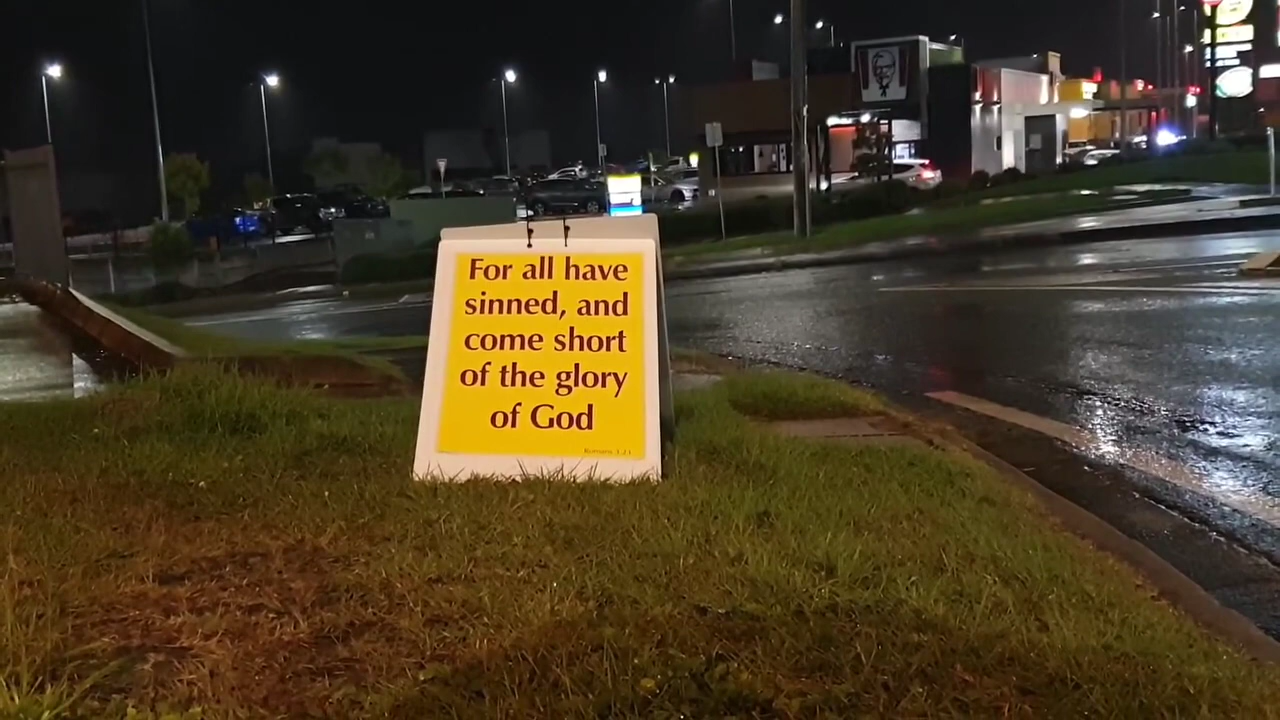 For all have
sinned, and
come short
of the glory
of God
Romans 3.23